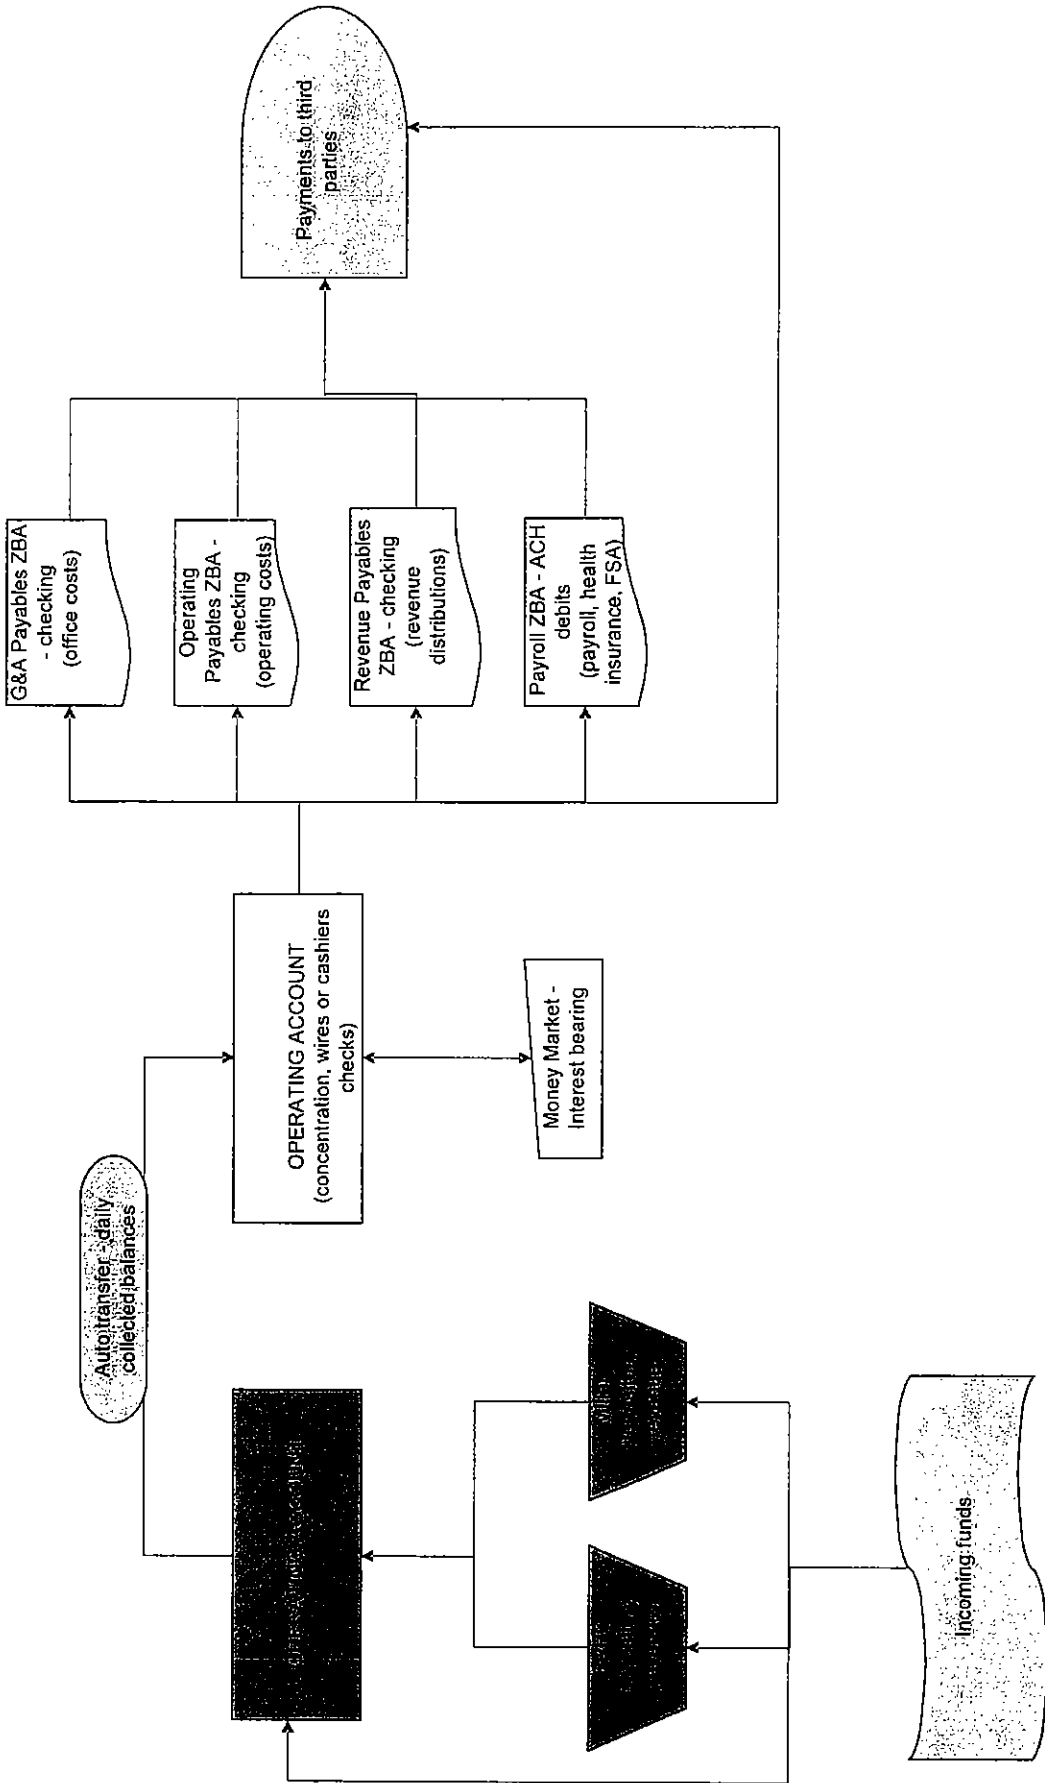 Payments to third
parties
G&A Payables ZBA
- checking
(office costs)
Operating
Payables ZBA -
checking
(operating costs)
Revenue Payables
ZBA - checking
(revenue
distributions)
Payroll ZBA - ACH
debits
(payroll, health
insurance, FSA)
OPERATING ACCOUNT
(concentration, wires or cashiers
checks)
Money Market -
Interest bearing
Auto transfer - daily
collected balances
Incoming funds